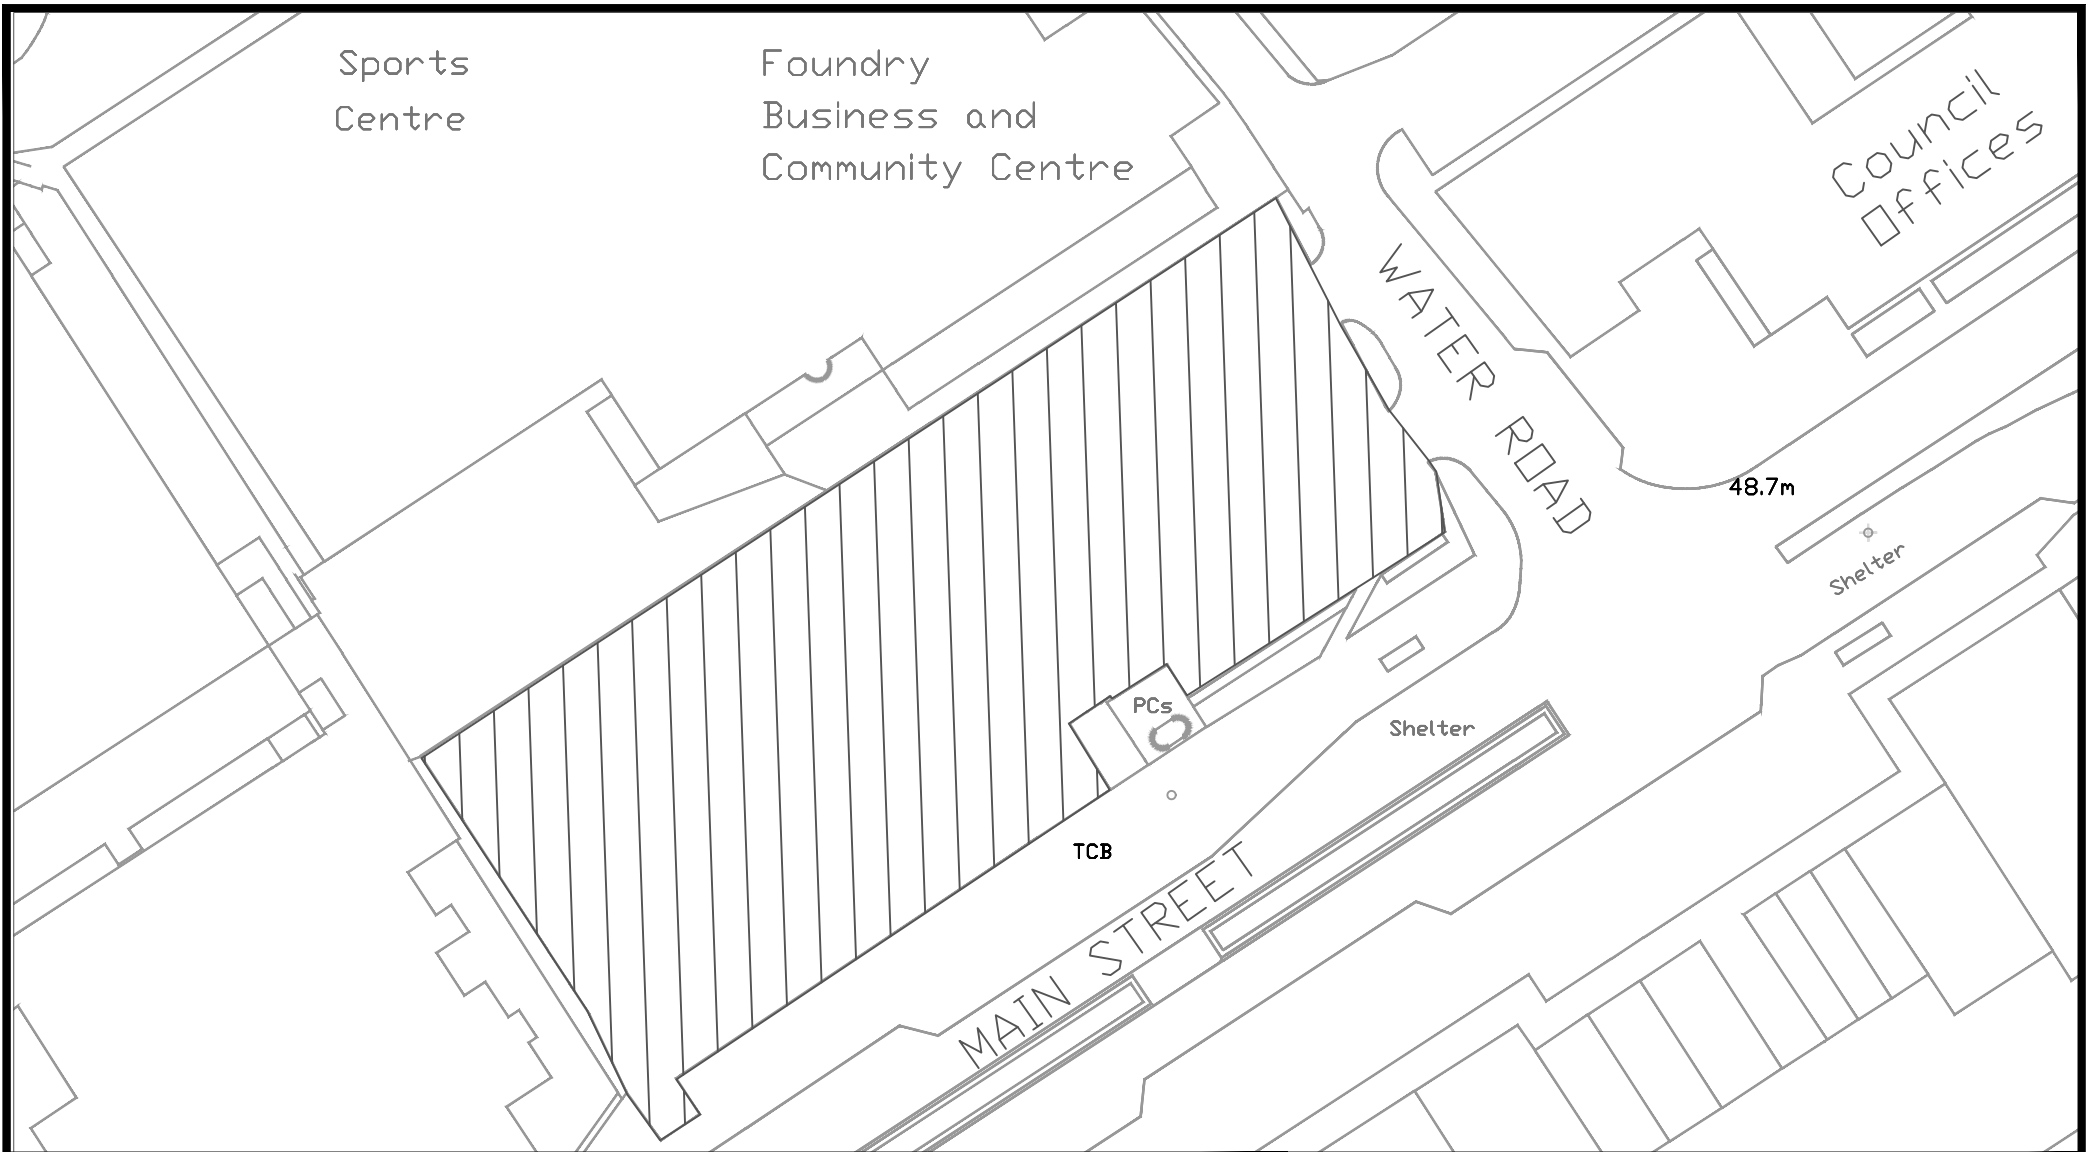 Sports
Centre
Foundry
Business and
Community Centre
Council
Offices
WATER ROAD
48.7m
Shelter
PCs
Shelter
TCB
MAIN STREET